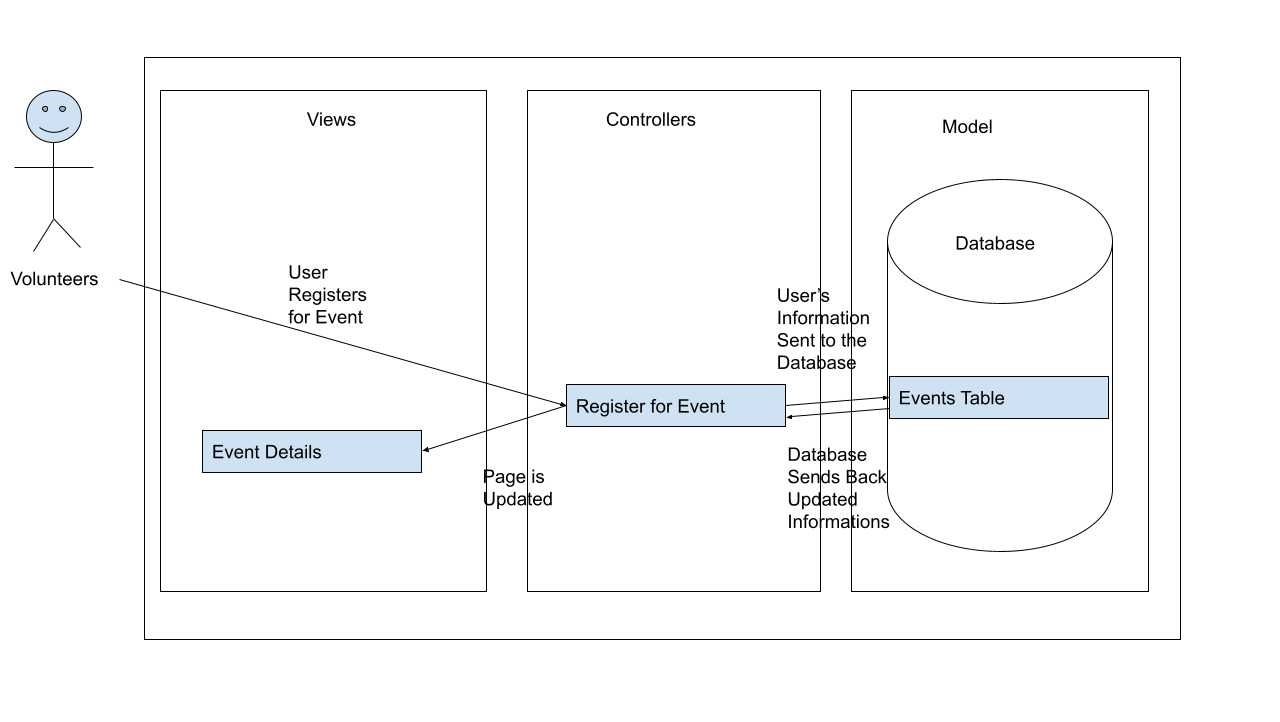 Views
Controllers
Model
Database
Volunteers
User
Registers
for Event
User's
Information
Sent to the
Database
Register for Event
Events Table
Event Details
Page is
Updated
Database
Sends Back
Updated
Informations